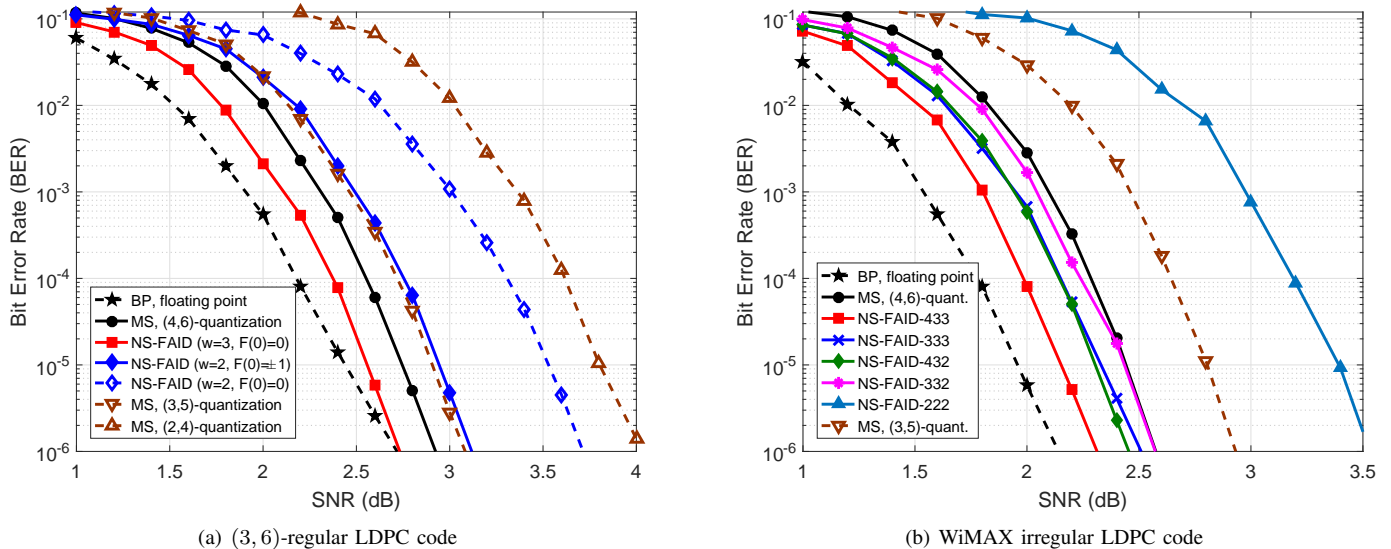 10-1
10-2
10-3
10-4
10-5
10-6
Bit Error Rate (BER)
BP, floating point
MS, (4,6)-quantization
NS-FAID (w=3, F(0)=0)
NS-FAID (w=2, F(0)=±1)
NS-FAID (w=2, F(0)=0)
MS, (3,5)-quantization
MS, (2,4)-quantization
1 1.5 2 2.5 3 3.5 4
SNR (dB)
(a) (3, 6)-regular LDPC code
10-1
10-2
10-3
10-4
10-5
10-6
Bit Error Rate (BER)
BP, floating point
MS, (4,6)-quant.
NS-FAID-433
NS-FAID-333
NS-FAID-432
NS-FAID-332
NS-FAID-222
MS, (3,5)-quant.
1 1.5 2 2.5 3 3.5
SNR (dB)
(b) WiMAX irregular LDPC code